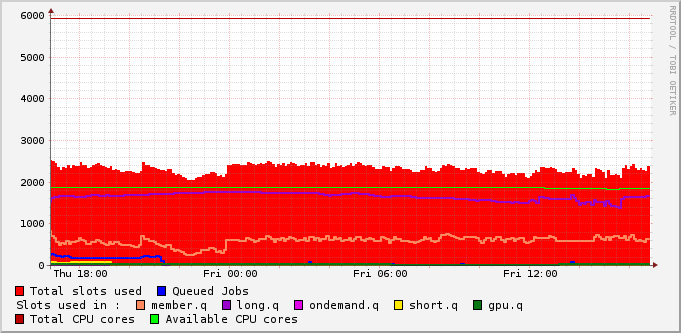 RRDTOOL / TOBI OETIKER
6000
5000
4000
3000
2000
1000
0
Thu 18:00 Fri 00:00 Fri 06:00 Fri 12:00
Total slots used Queued Jobs
Slots used in : member.q long.q ondemand.q short.q gpu.q
Total CPU cores Available CPU cores